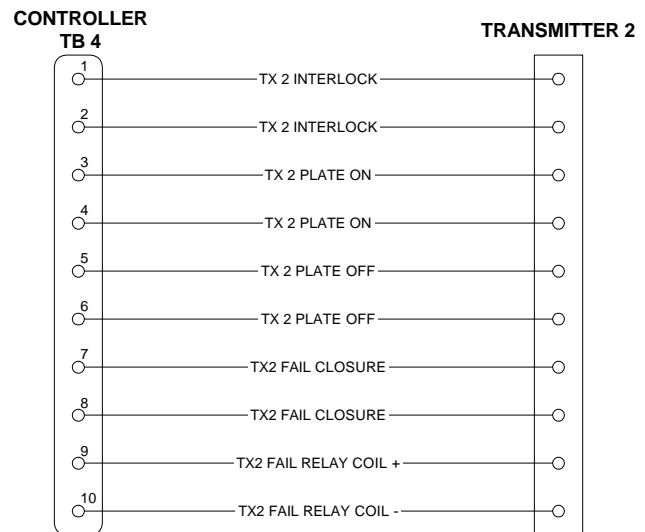 CONTROLLER
TB 4
TRANSMITTER 2
1 TX 2 INTERLOCK
2 TX 2 INTERLOCK
3 TX 2 PLATE ON
4 TX 2 PLATE ON
5 TX 2 PLATE OFF
6 TX 2 PLATE OFF
7 TX2 FAIL CLOSURE
8 TX2 FAIL CLOSURE
9 TX2 FAIL RELAY COIL +
10 TX2 FAIL RELAY COIL -